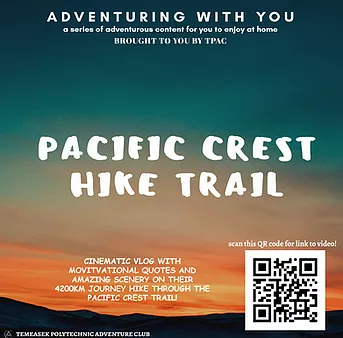 ADVENTURING WITH YOU
a series of adventurous content for you to enjoy at home
BROUGHT TO YOU BY TPAC
PACIFIC CREST
HIKE TRAIL
scan this QR code for link to video!
CINEMATIC VLOG WITH
MOVITVATIONAL QUOTES AND
AMAZING SCENERY ON THEIR
4200KM JOURNEY HIKE THROUGH THE
PACIFIC CREST TRAIL!
TEMEASEK POLYTECHNIC ADVENTURE CLUB